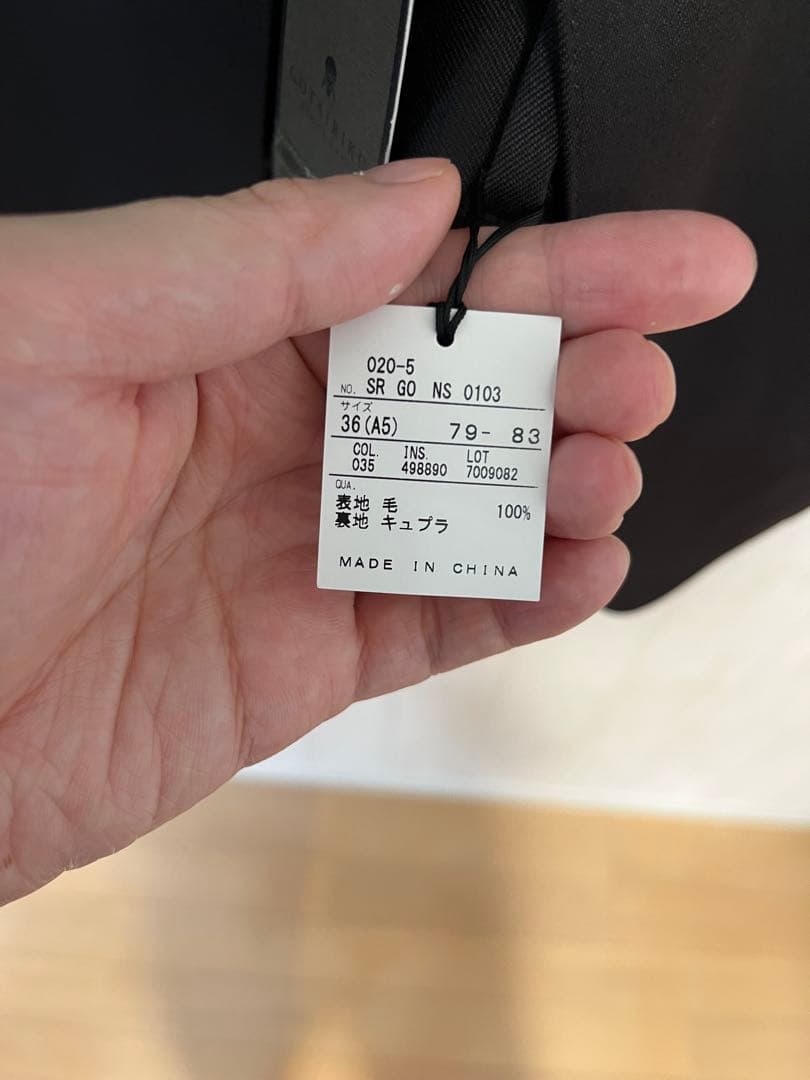 020-5
NO. SR GO NS 0103
サイズ
36(A5) 79- 83
COL. INS. LOT
035 498890 7009082
QUA.
表地 毛 100%
裏地 キュプラ
MADE IN CHINA